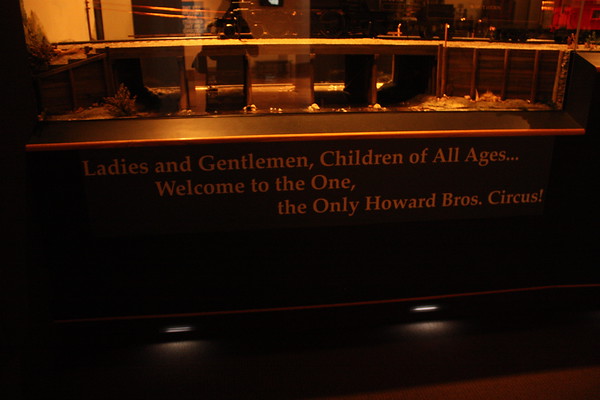 Ladies and Gentlemen, Children of All Ages...
Welcome to the One,
the Only Howard Bros. Circus!